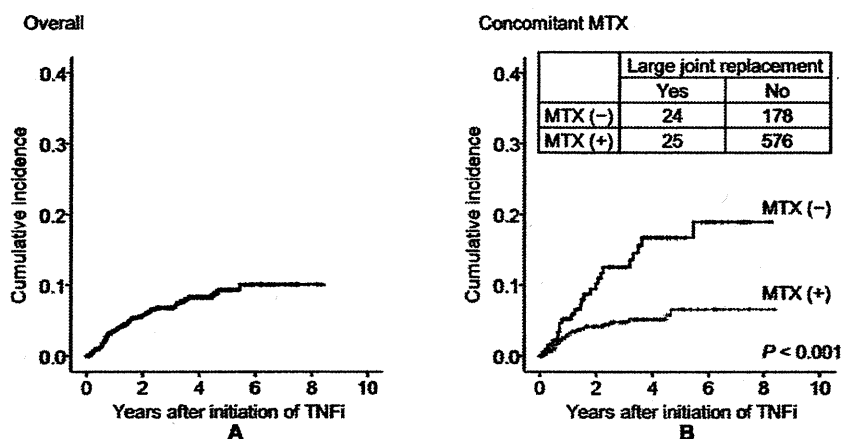 Overall
0.4
0.3
0.2
0.1
0.0
Cumulative incidence
0 2 4 6 8 10
Years after initiation of TNFi
A
Concomitant MTX
Large joint replacement
Yes No
MTX (−) 24 178
MTX (+) 25 576
0.4
0.3
0.2
0.1
0.0
Cumulative incidence
MTX (−)
MTX (+)
P < 0.001
0 2 4 6 8 10
Years after initiation of TNFi
B